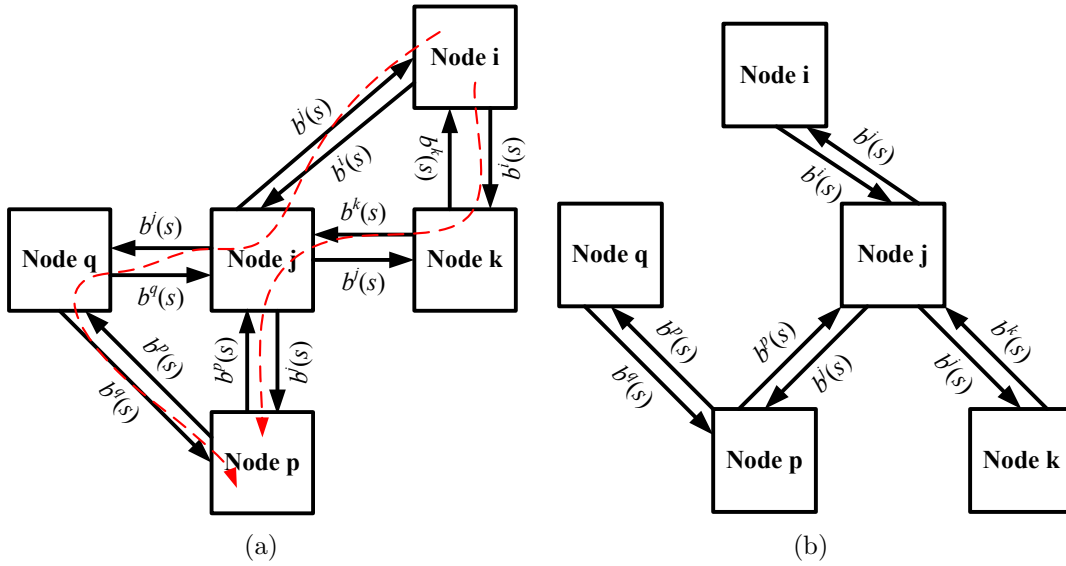 Node i
b^j(s)
b^i(s)
b^k(s)
b^i(s)
Node q
b^j(s)
b^q(s)
Node j
b^k(s)
b^j(s)
Node k
b^p(s)
b^q(s)
b^p(s)
b^j(s)
Node p
(a)
Node i
b^j(s)
b^i(s)
Node q
Node j
b^p(s)
b^q(s)
b^p(s)
b^j(s)
b^k(s)
b^j(s)
Node p
Node k
(b)